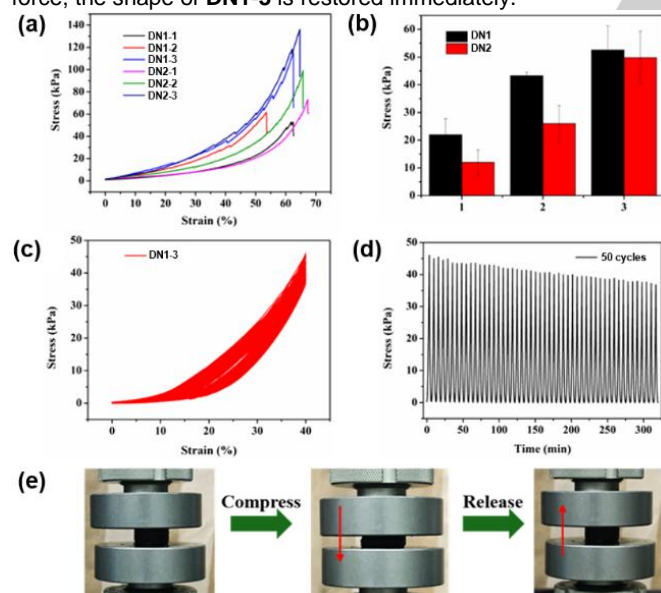 force, the shape of DN1-3 is restored immediately.
(a)
140
120
100
80
60
40
20
0
Stress (kPa)
DN1-1
DN1-2
DN1-3
DN2-1
DN2-2
DN2-3
0 10 20 30 40 50 60 70
Strain (%)
(b)
60
50
40
30
20
10
0
Stress (kPa)
DN1
DN2
1 2 3
(c)
50
40
30
20
10
0
Stress (kPa)
DN1-3
0 10 20 30 40
Strain (%)
(d)
50
40
30
20
10
0
Stress (kPa)
50 cycles
0 50 100 150 200 250 300
Time (min)
(e)
Compress
Release